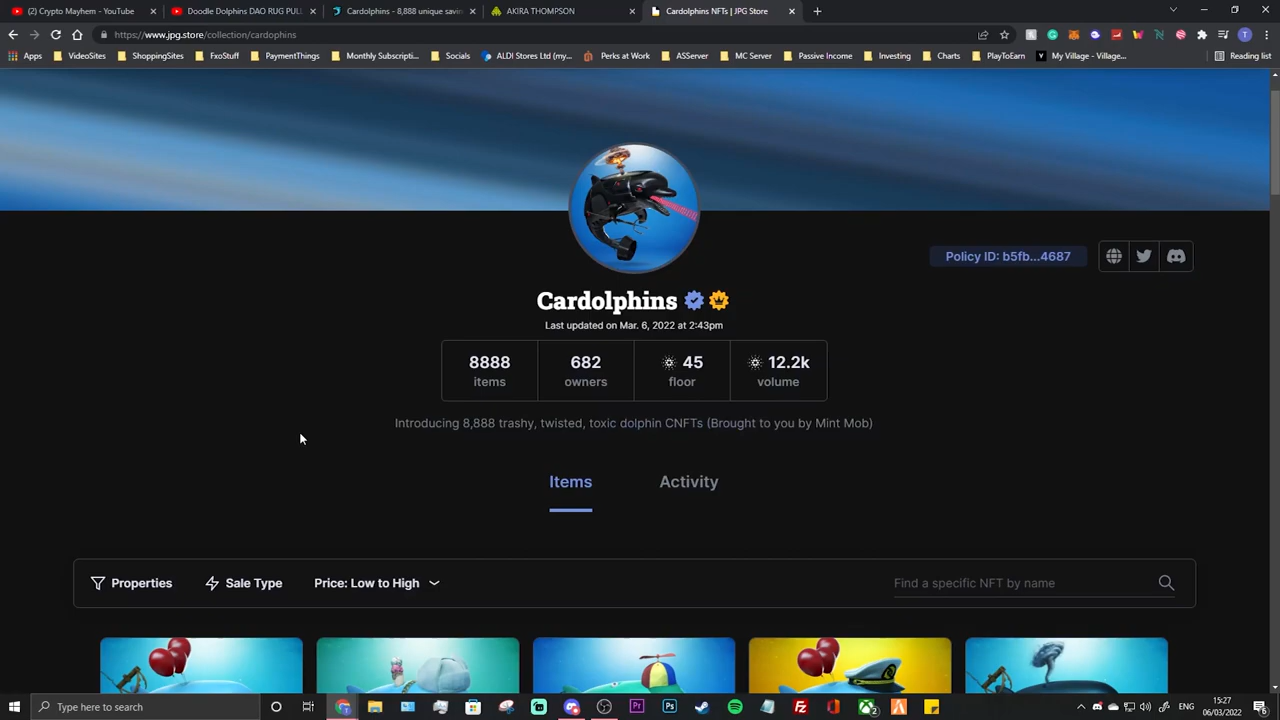 (2) Crypto Mayhem - YouTube
Doodle Dolphins DAO RUG PULL
Cardolphins - 8,888 unique savin
AKIRA THOMPSON
Cardolphins NFTs | JPG Store
https://www.jpg.store/collection/cardophins
Apps
VideoSites
ShoppingSites
FxoStuff
PaymentThings
Monthly Subscripti...
Socials
ALDI Stores Ltd (my...
Perks at Work
ASServer
MC Server
Passive Income
Investing
Charts
PlayToEarn
My Village - Village...
Reading list
Policy ID: b5fb...4687
Cardolphins
Last updated on Mar. 6, 2022 at 2:43pm
8888 682 45 12.2k
items owners floor volume
Introducing 8,888 trashy, twisted, toxic dolphin CNFTs (Brought to you by Mint Mob)
Items Activity
Properties Sale Type Price: Low to High Find a specific NFT by name
Type here to search
ENG
15:27
06/03/2022